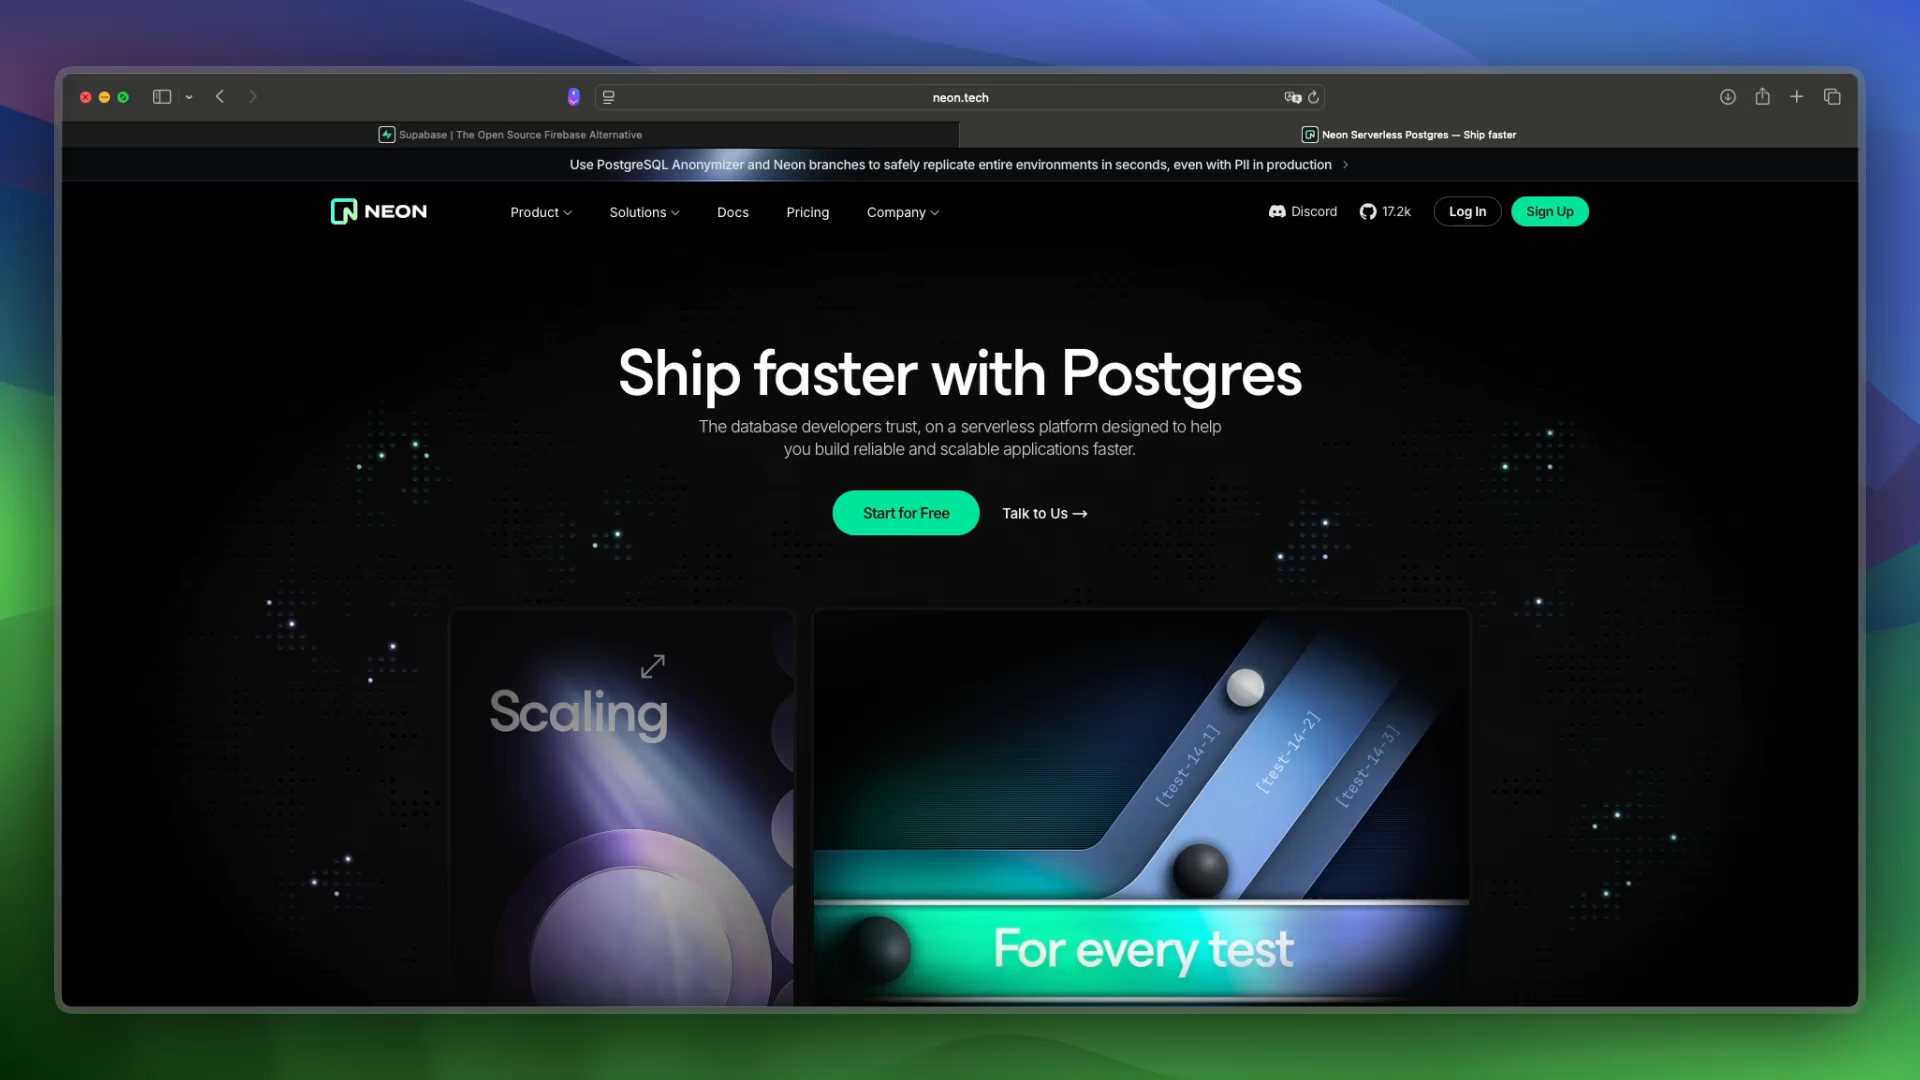 neon.tech
Supabase | The Open Source Firebase Alternative
Neon Serverless Postgres — Ship faster
Use PostgreSQL Anonymizer and Neon branches to safely replicate entire environments in seconds, even with PII in production
NEON
Product
Solutions
Docs
Pricing
Company
Discord
17.2k
Log In
Sign Up
Ship faster with Postgres
The database developers trust, on a serverless platform designed to help
you build reliable and scalable applications faster.
Start for Free
Talk to Us →
Scaling
[test-14-1]
[test-14-2]
[test-14-3]
For every test